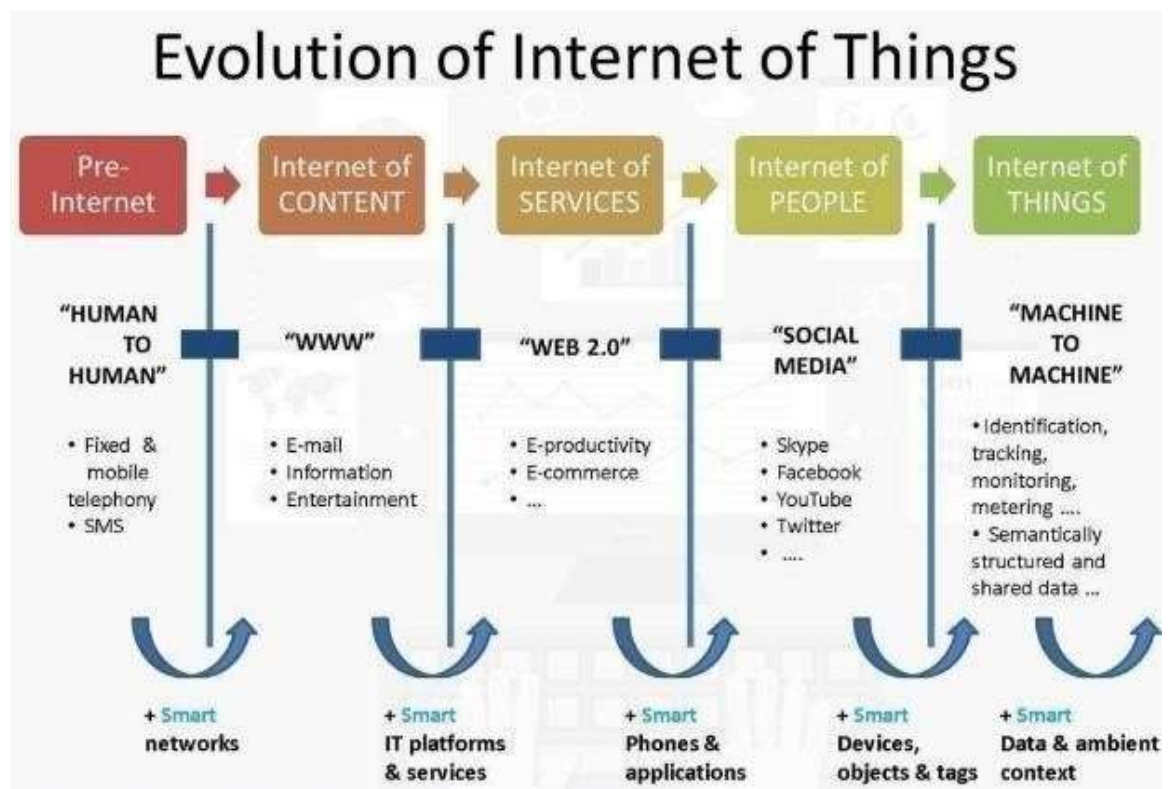 Evolution of Internet of Things
Pre-
Internet
Internet of
CONTENT
Internet of
SERVICES
Internet of
PEOPLE
Internet of
THINGS
“HUMAN
TO
HUMAN”
“WWW”
“WEB 2.0”
“SOCIAL
MEDIA”
“MACHINE
TO
MACHINE”
• Fixed &
mobile
telephony
• SMS
• E-mail
• Information
• Entertainment
• E-productivity
• E-commerce
• ...
• Skype
• Facebook
• YouTube
• Twitter
• ....
•Identification,
tracking,
monitoring,
metering ....
• Semantically
structured and
shared data ...
+ Smart
networks
+ Smart
IT platforms
& services
+ Smart
Phones &
applications
+ Smart
Devices,
objects & tags
+ Smart
Data & ambient
context